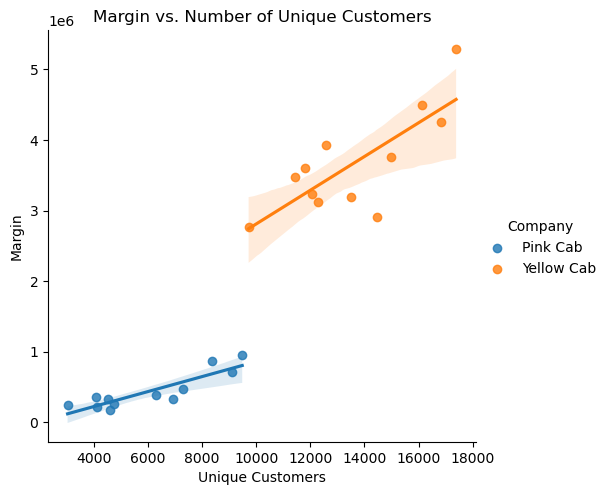 Margin vs. Number of Unique Customers
1e6
5
4
3
2
1
0
Margin
4000 6000 8000 10000 12000 14000 16000 18000
Unique Customers
Company
Pink Cab
Yellow Cab